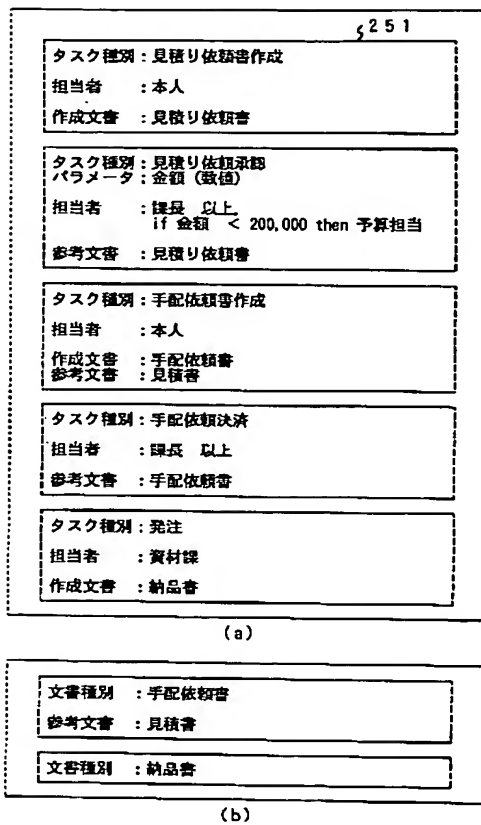 251
タスク種別：見積り依頼書作成
担当者　　：本人
作成文書　：見積り依頼書
タスク種別：見積り依頼承認
パラメータ：金額（数値）
担当者　　：課長　以上
if 金額　< 200,000 then 予算担当
参考文書　：見積り依頼書
タスク種別：手配依頼書作成
担当者　　：本人
作成文書　：手配依頼書
参考文書　：見積書
タスク種別：手配依頼決済
担当者　　：課長　以上
参考文書　：手配依頼書
タスク種別：発注
担当者　　：資材課
作成文書　：納品書
(a)
文書種別　：手配依頼書
参考文書　：見積書
文書種別　：納品書
(b)